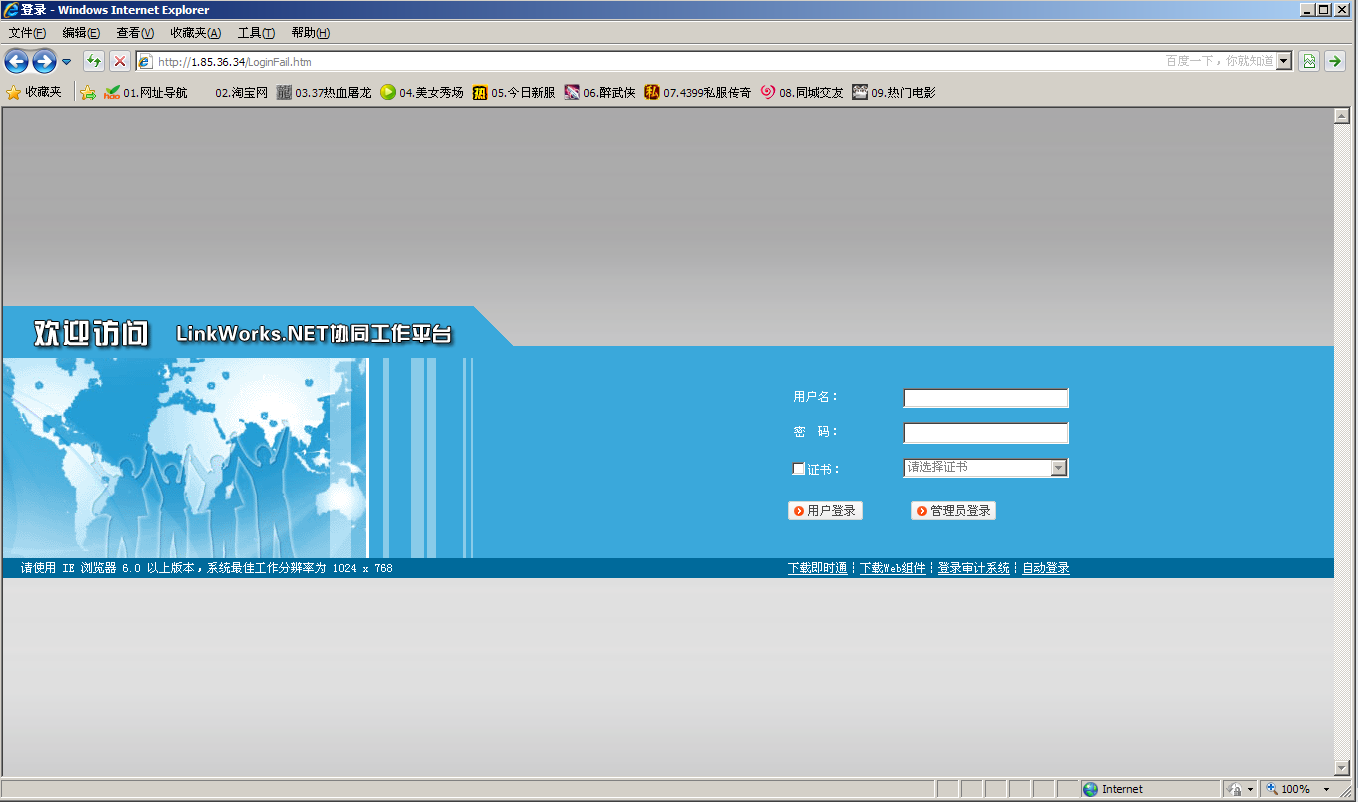 登录 - Windows Internet Explorer
文件(F) 编辑(E) 查看(V) 收藏夹(A) 工具(T) 帮助(H)
http://1.85.36.34/LoginFail.htm 百度一下，你就知道
收藏夹 01.网址导航 02.淘宝网 03.37热血屠龙 04.美女秀场 05.今日新服 06.醉武侠 07.4399私服传奇 08.同城交友 09.热门电影
欢迎访问 LinkWorks.NET协同工作平台
用户名：
密 码：
证书： 请选择证书
用户登录 管理员登录
请使用 IE 浏览器 6.0 以上版本，系统最佳工作分辨率为 1024 x 768 下载即时通 ┆ 下载Web组件 ┆ 登录审计系统 ┆ 自动登录
Internet 100%